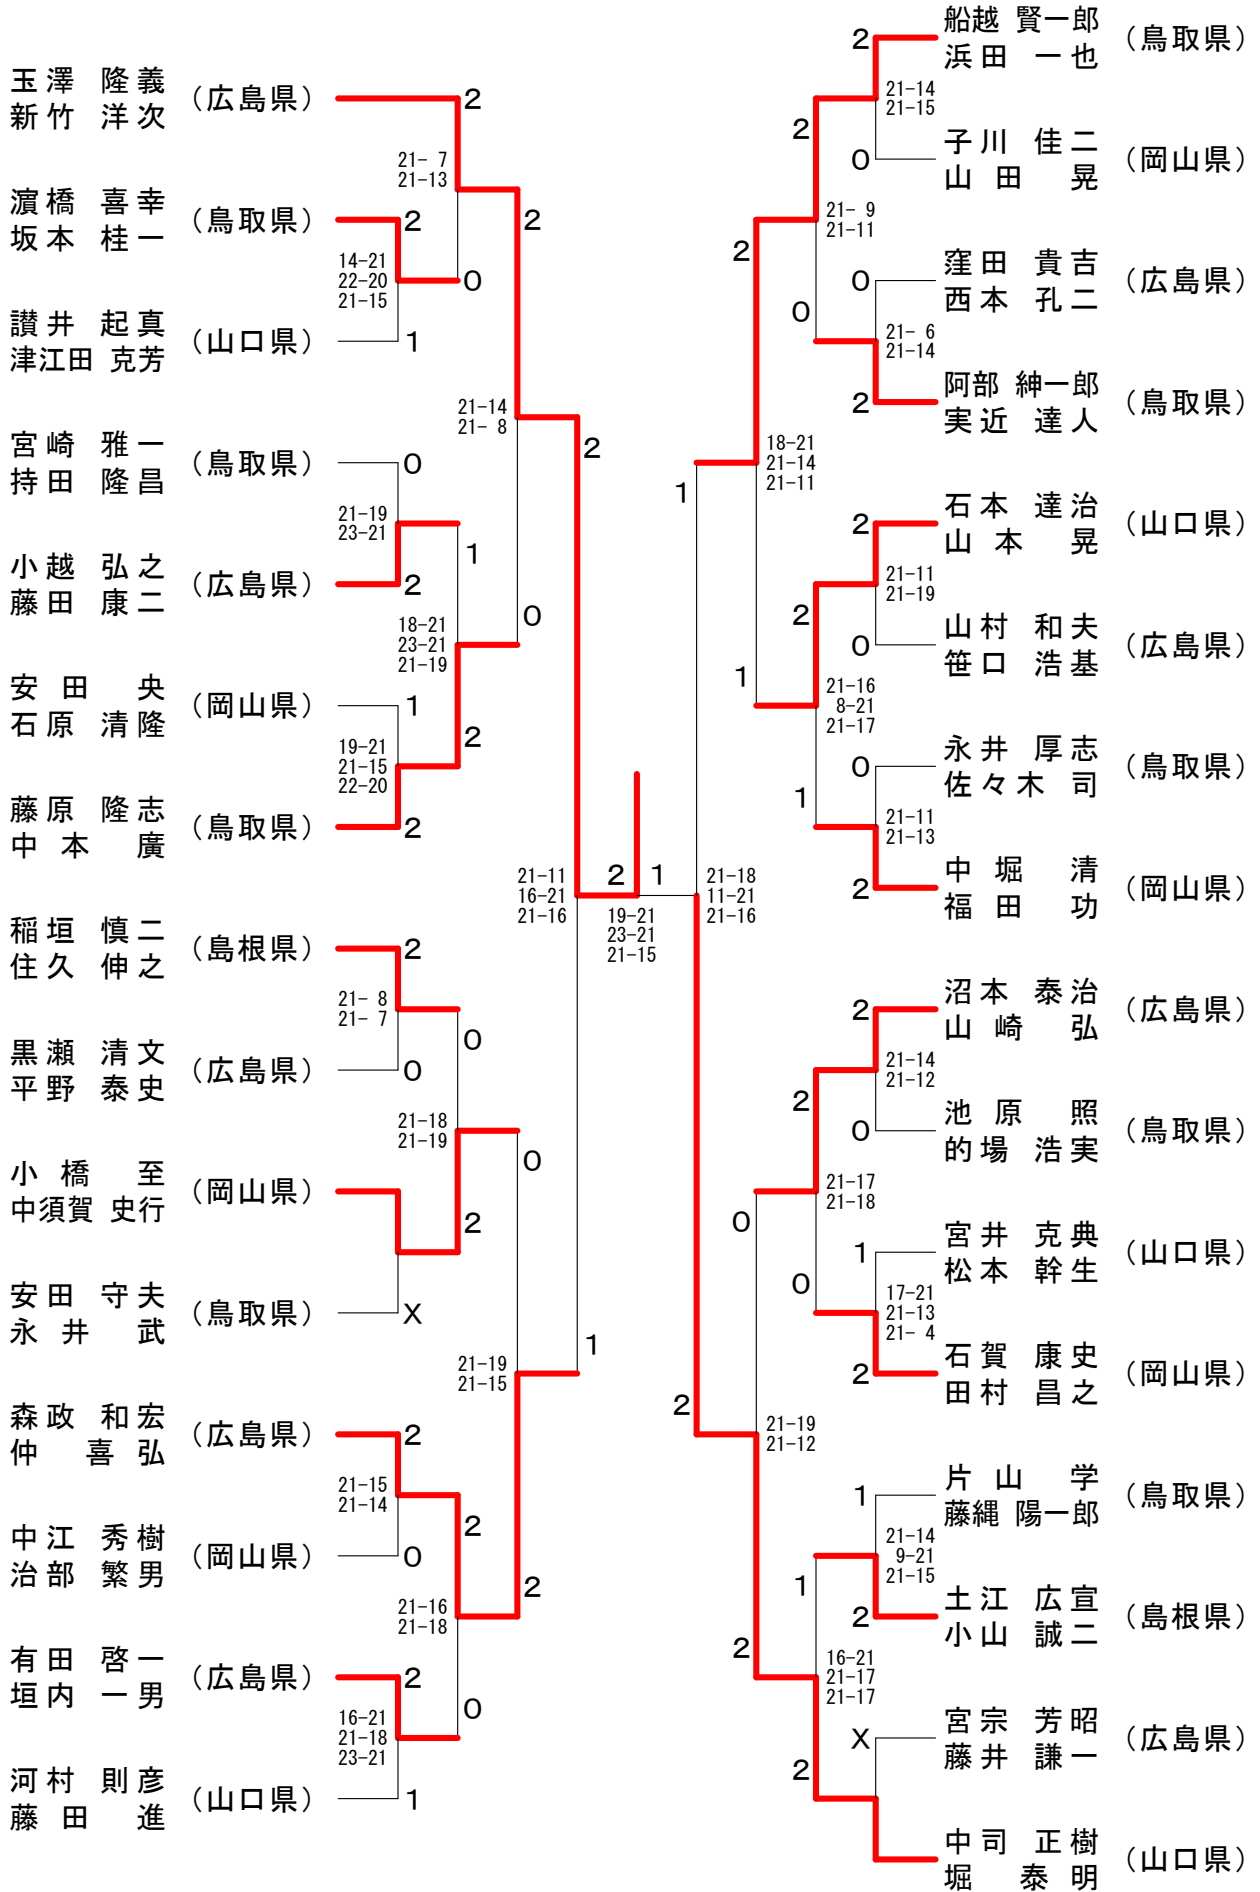 玉澤 隆義
新竹 洋次
(広島県)
2
21- 7
21-13
濵橋 喜幸
坂本 桂一
(鳥取県)
2
2
14-21
22-20
21-15
0
讃井 起真
津江田 克芳
(山口県)
1
21-14
21- 8
2
宮崎 雅一
持田 隆昌
(鳥取県)
0
21-19
23-21
1
小越 弘之
藤田 康二
(広島県)
2
18-21
23-21
21-19
0
安田 央
石原 清隆
(岡山県)
1
19-21
21-15
22-20
2
藤原 隆志
中本 廣
(鳥取県)
2
21-11
16-21
21-16
2
1
19-21
23-21
21-15
稲垣 慎二
住久 伸之
(島根県)
2
21- 8
21- 7
0
黒瀬 清文
平野 泰史
(広島県)
0
21-18
21-19
0
小橋 至
中須賀 史行
(岡山県)
2
安田 守夫
永井 武
(鳥取県)
X
21-19
21-15
1
森政 和宏
仲 喜弘
(広島県)
2
21-15
21-14
2
中江 秀樹
治部 繁男
(岡山県)
0
2
21-16
21-18
有田 啓一
垣内 一男
(広島県)
2
16-21
21-18
23-21
0
河村 則彦
藤田 進
(山口県)
1
船越 賢一郎
浜田 一也
(鳥取県)
2
21-14
21-15
2
子川 佳二
山田 晃
(岡山県)
0
21- 9
21-11
2
窪田 貴吉
西本 孔二
(広島県)
0
21- 6
21-14
0
阿部 紳一郎
実近 達人
(鳥取県)
2
18-21
21-14
21-11
1
石本 達治
山本 晃
(山口県)
2
21-11
21-19
2
山村 和夫
笹口 浩基
(広島県)
0
1
21-16
8-21
21-17
永井 厚志
佐々木 司
(鳥取県)
0
21-11
21-13
1
中堀 清
福田 功
(岡山県)
2
21-18
11-21
21-16
沼本 泰治
山崎 弘
(広島県)
2
21-14
21-12
2
池原 照
的場 浩実
(鳥取県)
0
21-17
21-18
0
宮井 克典
松本 幹生
(山口県)
1
17-21
21-13
21- 4
0
石賀 康史
田村 昌之
(岡山県)
2
2
21-19
21-12
片山 学
藤縄 陽一郎
(鳥取県)
1
21-14
9-21
21-15
1
土江 広宣
小山 誠二
(島根県)
2
2
16-21
21-17
21-17
宮宗 芳昭
藤井 謙一
(広島県)
X
2
中司 正樹
堀 泰明
(山口県)